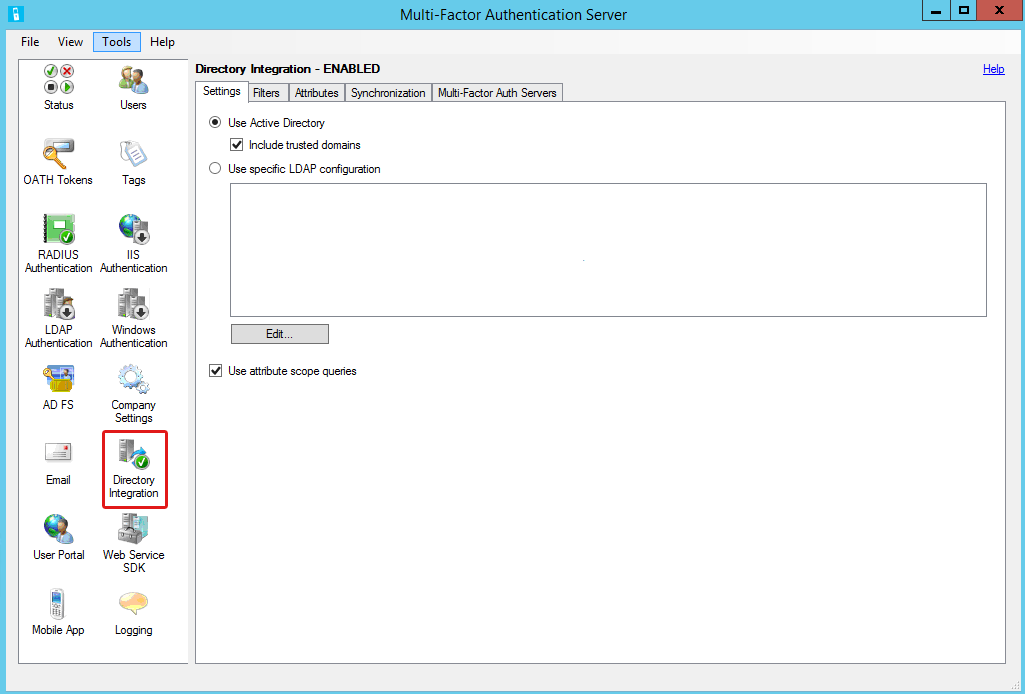 Multi-Factor Authentication Server
File View Tools Help
Status Users
OATH Tokens Tags
RADIUS IIS
Authentication Authentication
LDAP Windows
Authentication Authentication
AD FS Company
Settings
Email Directory
Integration
User Portal Web Service
SDK
Mobile App Logging
Directory Integration - ENABLED Help
Settings Filters Attributes Synchronization Multi-Factor Auth Servers
Use Active Directory
Include trusted domains
Use specific LDAP configuration
Edit...
Use attribute scope queries